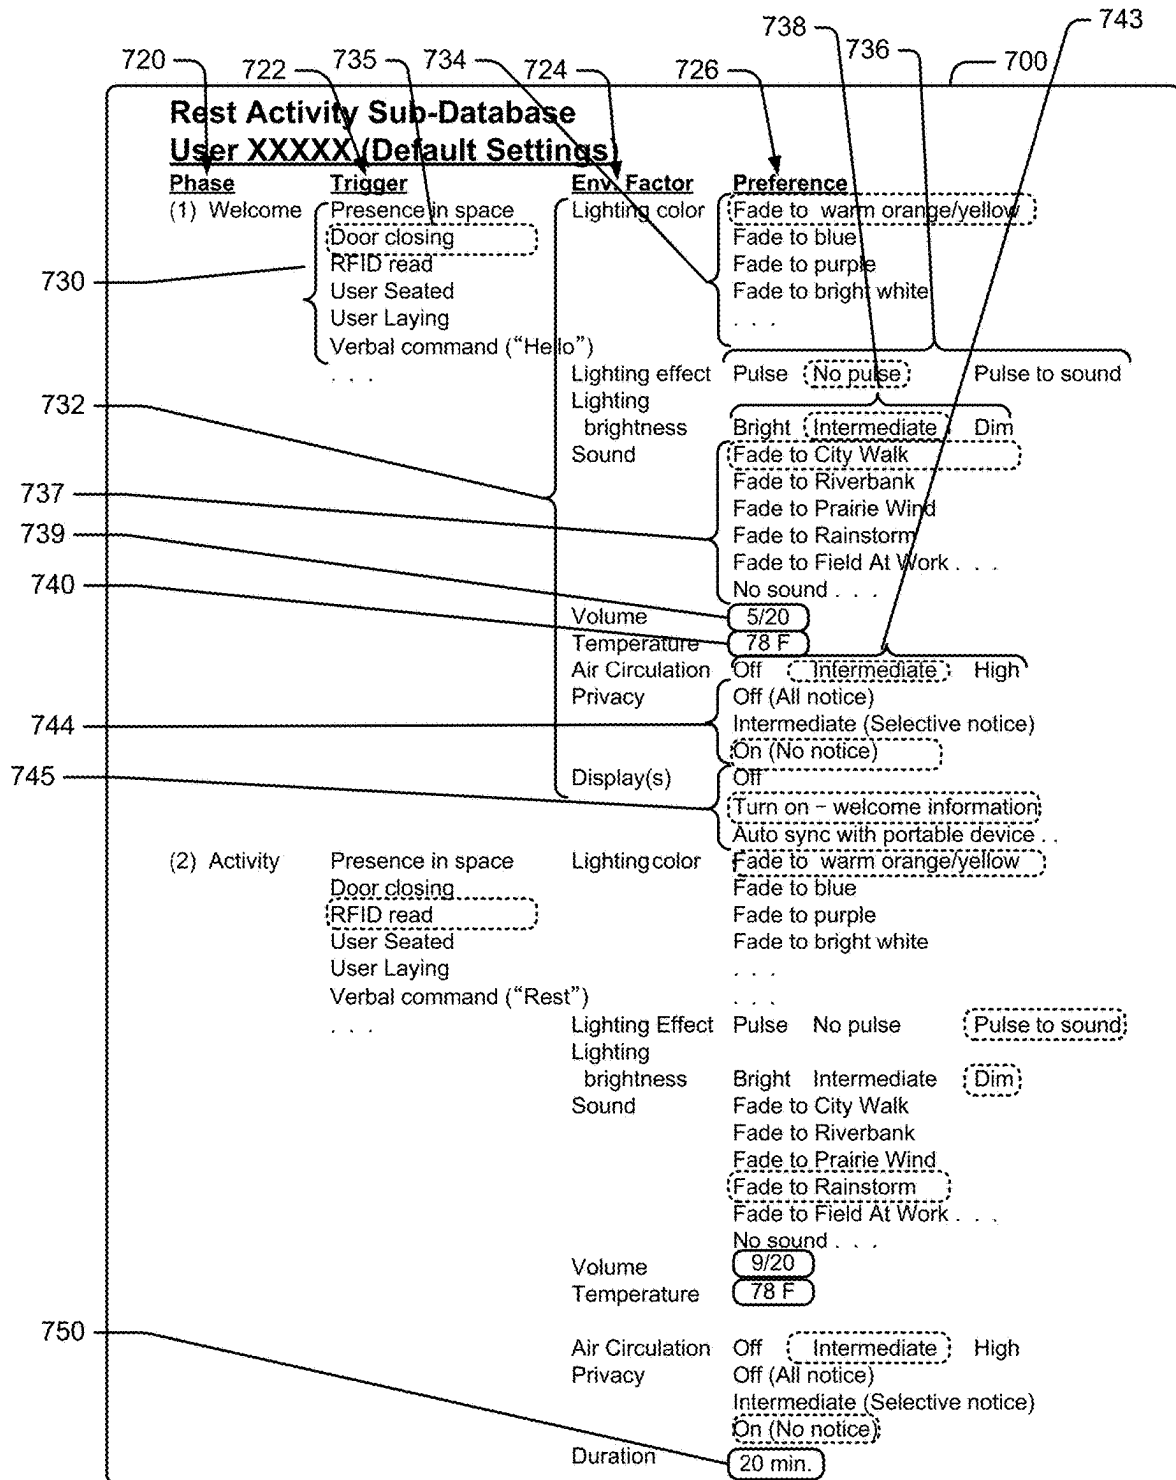 738
743
736
720
722
735
734
724
726
700
Rest Activity Sub-Database
User XXXXX (Default Settings)
Phase Trigger Env. Factor Preference
(1) Welcome Presence in space Lighting color Fade to warm orange/yellow
Door closing Fade to blue
RFID read Fade to purple
730
User Seated Fade to bright white
User Laying . . .
Verbal command (“Hello”)
. . . Lighting effect Pulse No pulse Pulse to sound
732
Lighting
brightness Bright Intermediate Dim
Sound Fade to City Walk
Fade to Riverbank
737
Fade to Prairie Wind
739
Fade to Rainstorm
Fade to Field At Work . . .
740
No sound . . .
Volume 5/20
Temperature 78 F
Air Circulation Off Intermediate High
Privacy Off (All notice)
744
Intermediate (Selective notice)
On (No notice)
745
Display(s) Off
Turn on – welcome information
Auto sync with portable device . .
(2) Activity Presence in space Lighting color Fade to warm orange/yellow
Door closing Fade to blue
RFID read Fade to purple
User Seated Fade to bright white
User Laying . . .
Verbal command (“Rest”) . . .
. . . Lighting Effect Pulse No pulse Pulse to sound
Lighting
brightness Bright Intermediate Dim
Sound Fade to City Walk
Fade to Riverbank
Fade to Prairie Wind
Fade to Rainstorm
Fade to Field At Work . . .
No sound . . .
Volume 9/20
Temperature 78 F
750
Air Circulation Off Intermediate High
Privacy Off (All notice)
Intermediate (Selective notice)
On (No notice)
Duration 20 min.